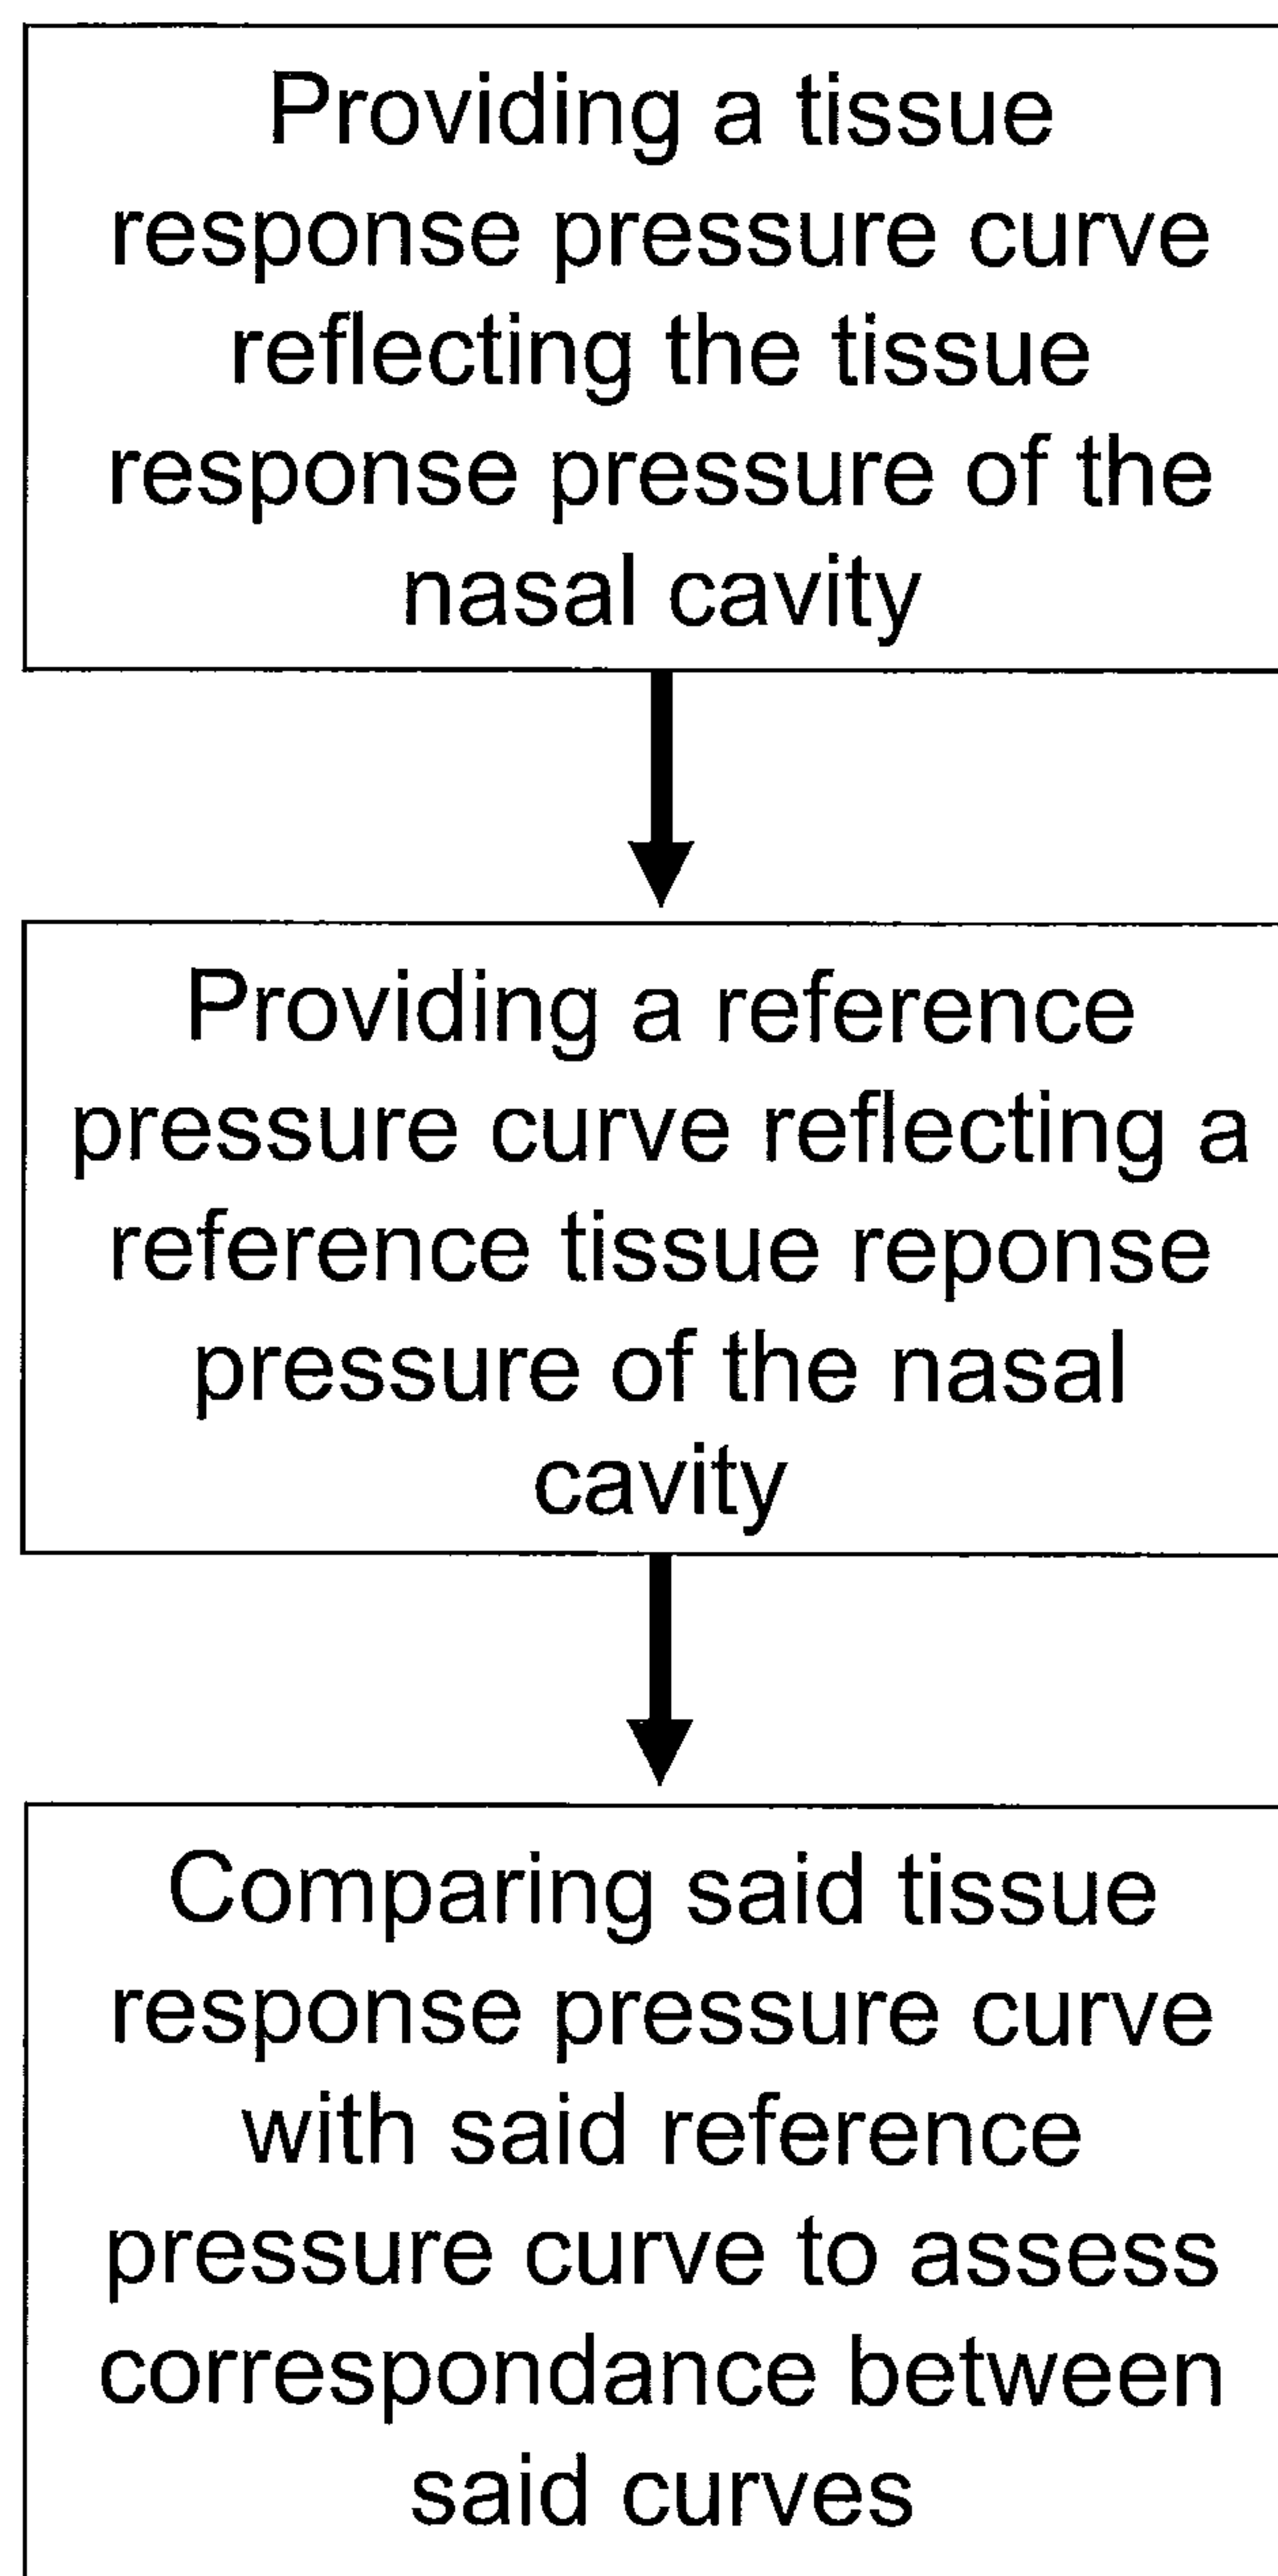 Providing a tissue
response pressure curve
reflecting the tissue
response pressure of the
nasal cavity
Providing a reference
pressure curve reflecting a
reference tissue reponse
pressure of the nasal
cavity
Comparing said tissue
response pressure curve
with said reference
pressure curve to assess
correspondance between
said curves